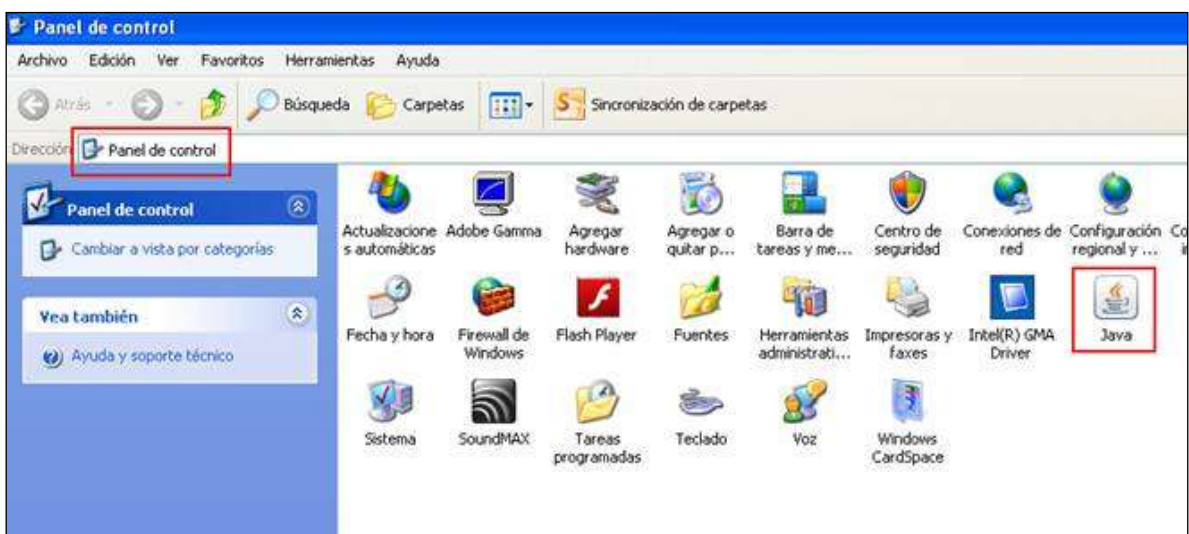 Panel de control
Archivo Edición Ver Favoritos Herramientas Ayuda
Atrás Búsqueda Carpetas Sincronización de carpetas
Dirección Panel de control
Panel de control
Cambiar a vista por categorías
Vea también
Ayuda y soporte técnico
Actualizacione Adobe Gamma Agregar Agregar o Barra de Centro de Conexiones de Configuración Co
s automáticas hardware quitar p... tareas y me... seguridad red regional y ...
Fecha y hora Firewall de Flash Player Fuentes Herramientas Impresoras y Intel(R) GMA Java
Windows administrati... faxes Driver
Sistema SoundMAX Tareas Teclado Voz Windows
programadas CardSpace